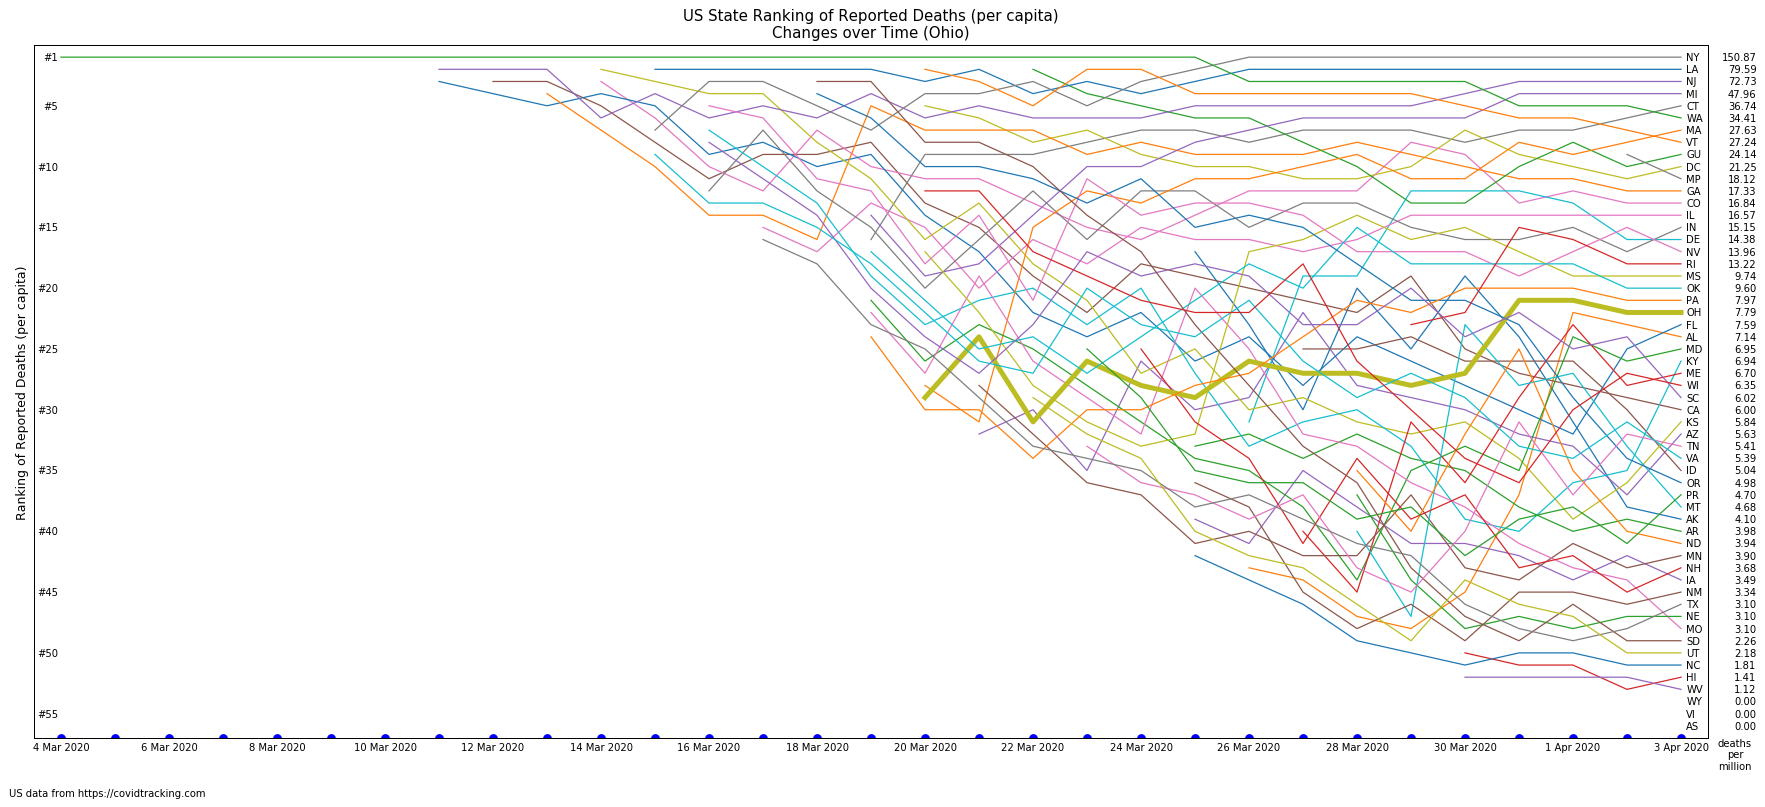 US State Ranking of Reported Deaths (per capita)
Changes over Time (Ohio)
Ranking of Reported Deaths (per capita)
#1
#5
#10
#15
#20
#25
#30
#35
#40
#45
#50
#55
NY 150.87
LA 79.59
NJ 72.73
MI 47.96
CT 36.74
WA 34.41
MA 27.63
VT 27.24
GU 24.14
DC 21.25
MP 18.12
GA 17.33
CO 16.84
IL 16.57
IN 15.15
DE 14.38
NV 13.96
RI 13.22
MS 9.74
OK 9.60
PA 7.97
OH 7.79
FL 7.59
AL 7.14
MD 6.95
KY 6.94
ME 6.70
WI 6.35
SC 6.02
CA 6.00
KS 5.84
AZ 5.63
TN 5.41
VA 5.39
ID 5.04
OR 4.98
PR 4.70
MT 4.68
AK 4.10
AR 3.98
ND 3.94
MN 3.90
NH 3.68
IA 3.49
NM 3.34
TX 3.10
NE 3.10
MO 3.10
SD 2.26
UT 2.18
NC 1.81
HI 1.41
WV 1.12
WY 0.00
VI 0.00
AS 0.00
4 Mar 2020 6 Mar 2020 8 Mar 2020 10 Mar 2020 12 Mar 2020 14 Mar 2020 16 Mar 2020 18 Mar 2020 20 Mar 2020 22 Mar 2020 24 Mar 2020 26 Mar 2020 28 Mar 2020 30 Mar 2020 1 Apr 2020 3 Apr 2020
deaths
per
million
US data from https://covidtracking.com